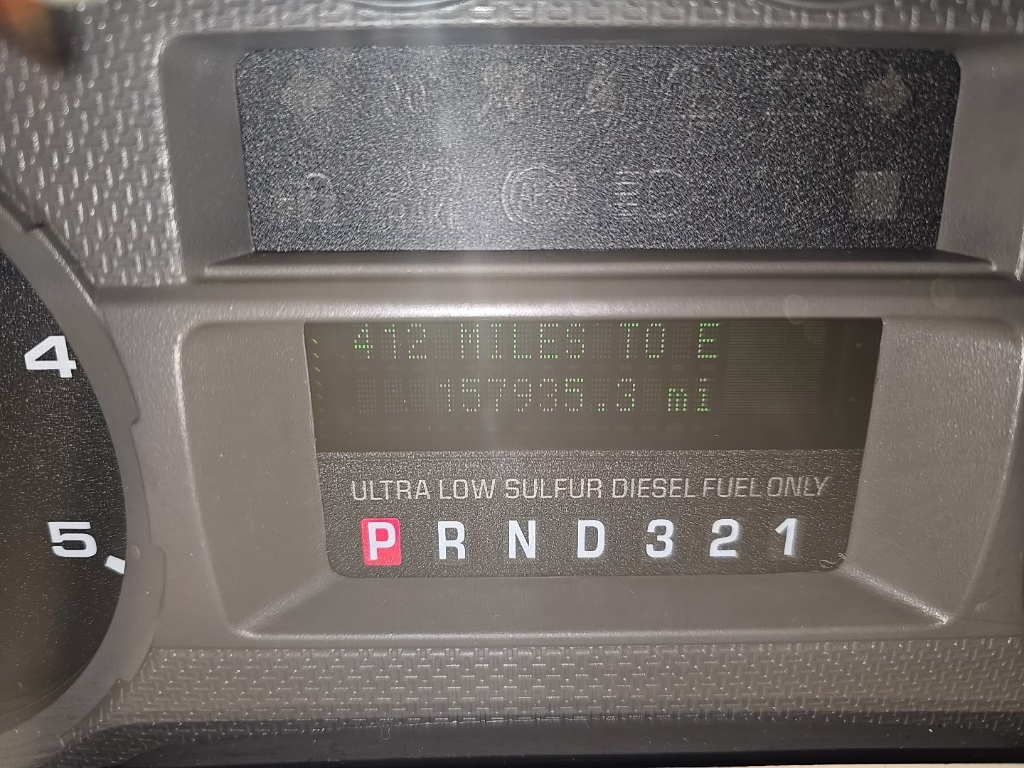 412 MILES TO E
157935.3 mi
ULTRA LOW SULFUR DIESEL FUEL ONLY
P R N D 3 2 1
4
5